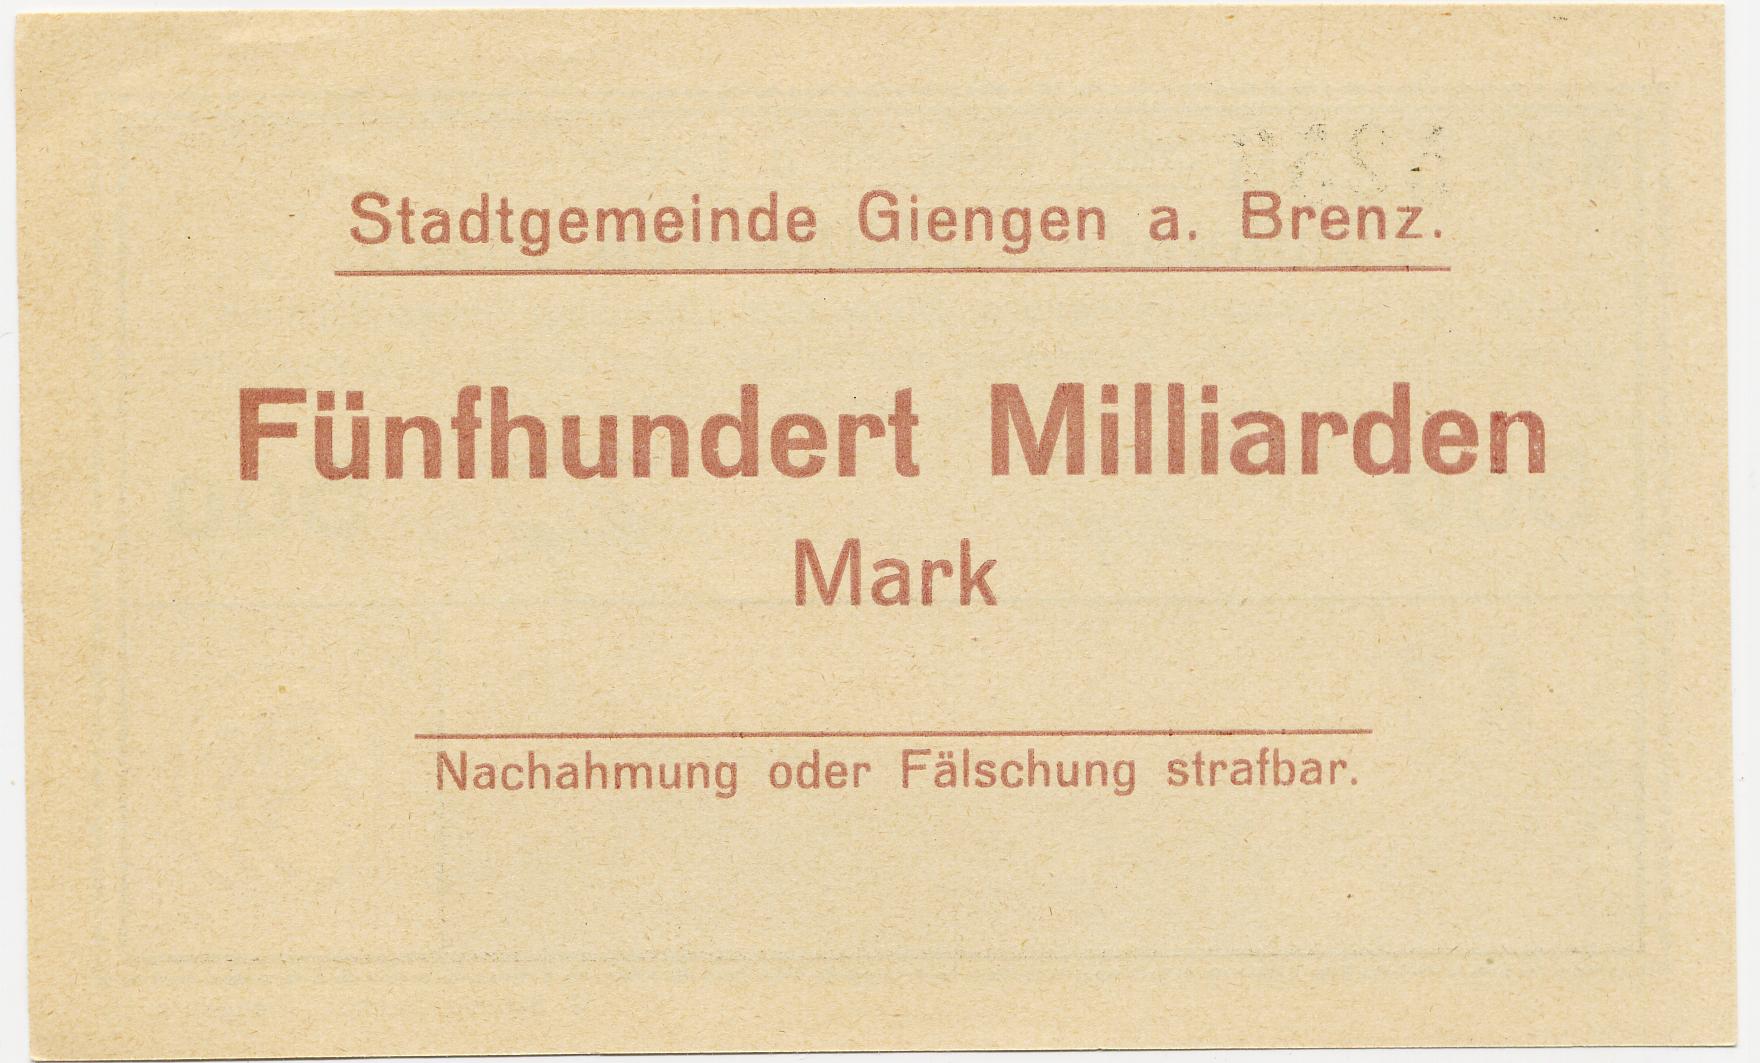 Stadtgemeinde Giengen a. Brenz.
Fünfhundert Milliarden
Mark
Nachahmung oder Fälschung strafbar.